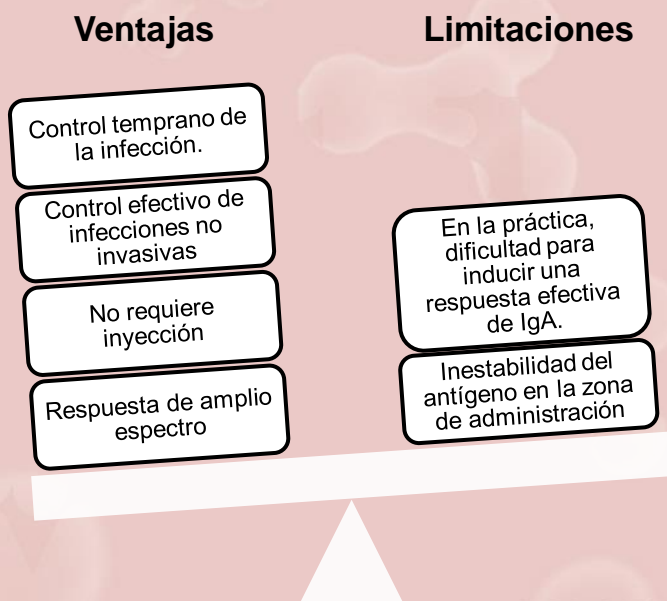 Ventajas
Control temprano de
la infección.
Control efectivo de
infecciones no
invasivas
No requiere
inyección
Respuesta de amplio
espectro
Limitaciones
En la práctica,
dificultad para
inducir una
respuesta efectiva
de IgA.
Inestabilidad del
antígeno en la zona
de administración